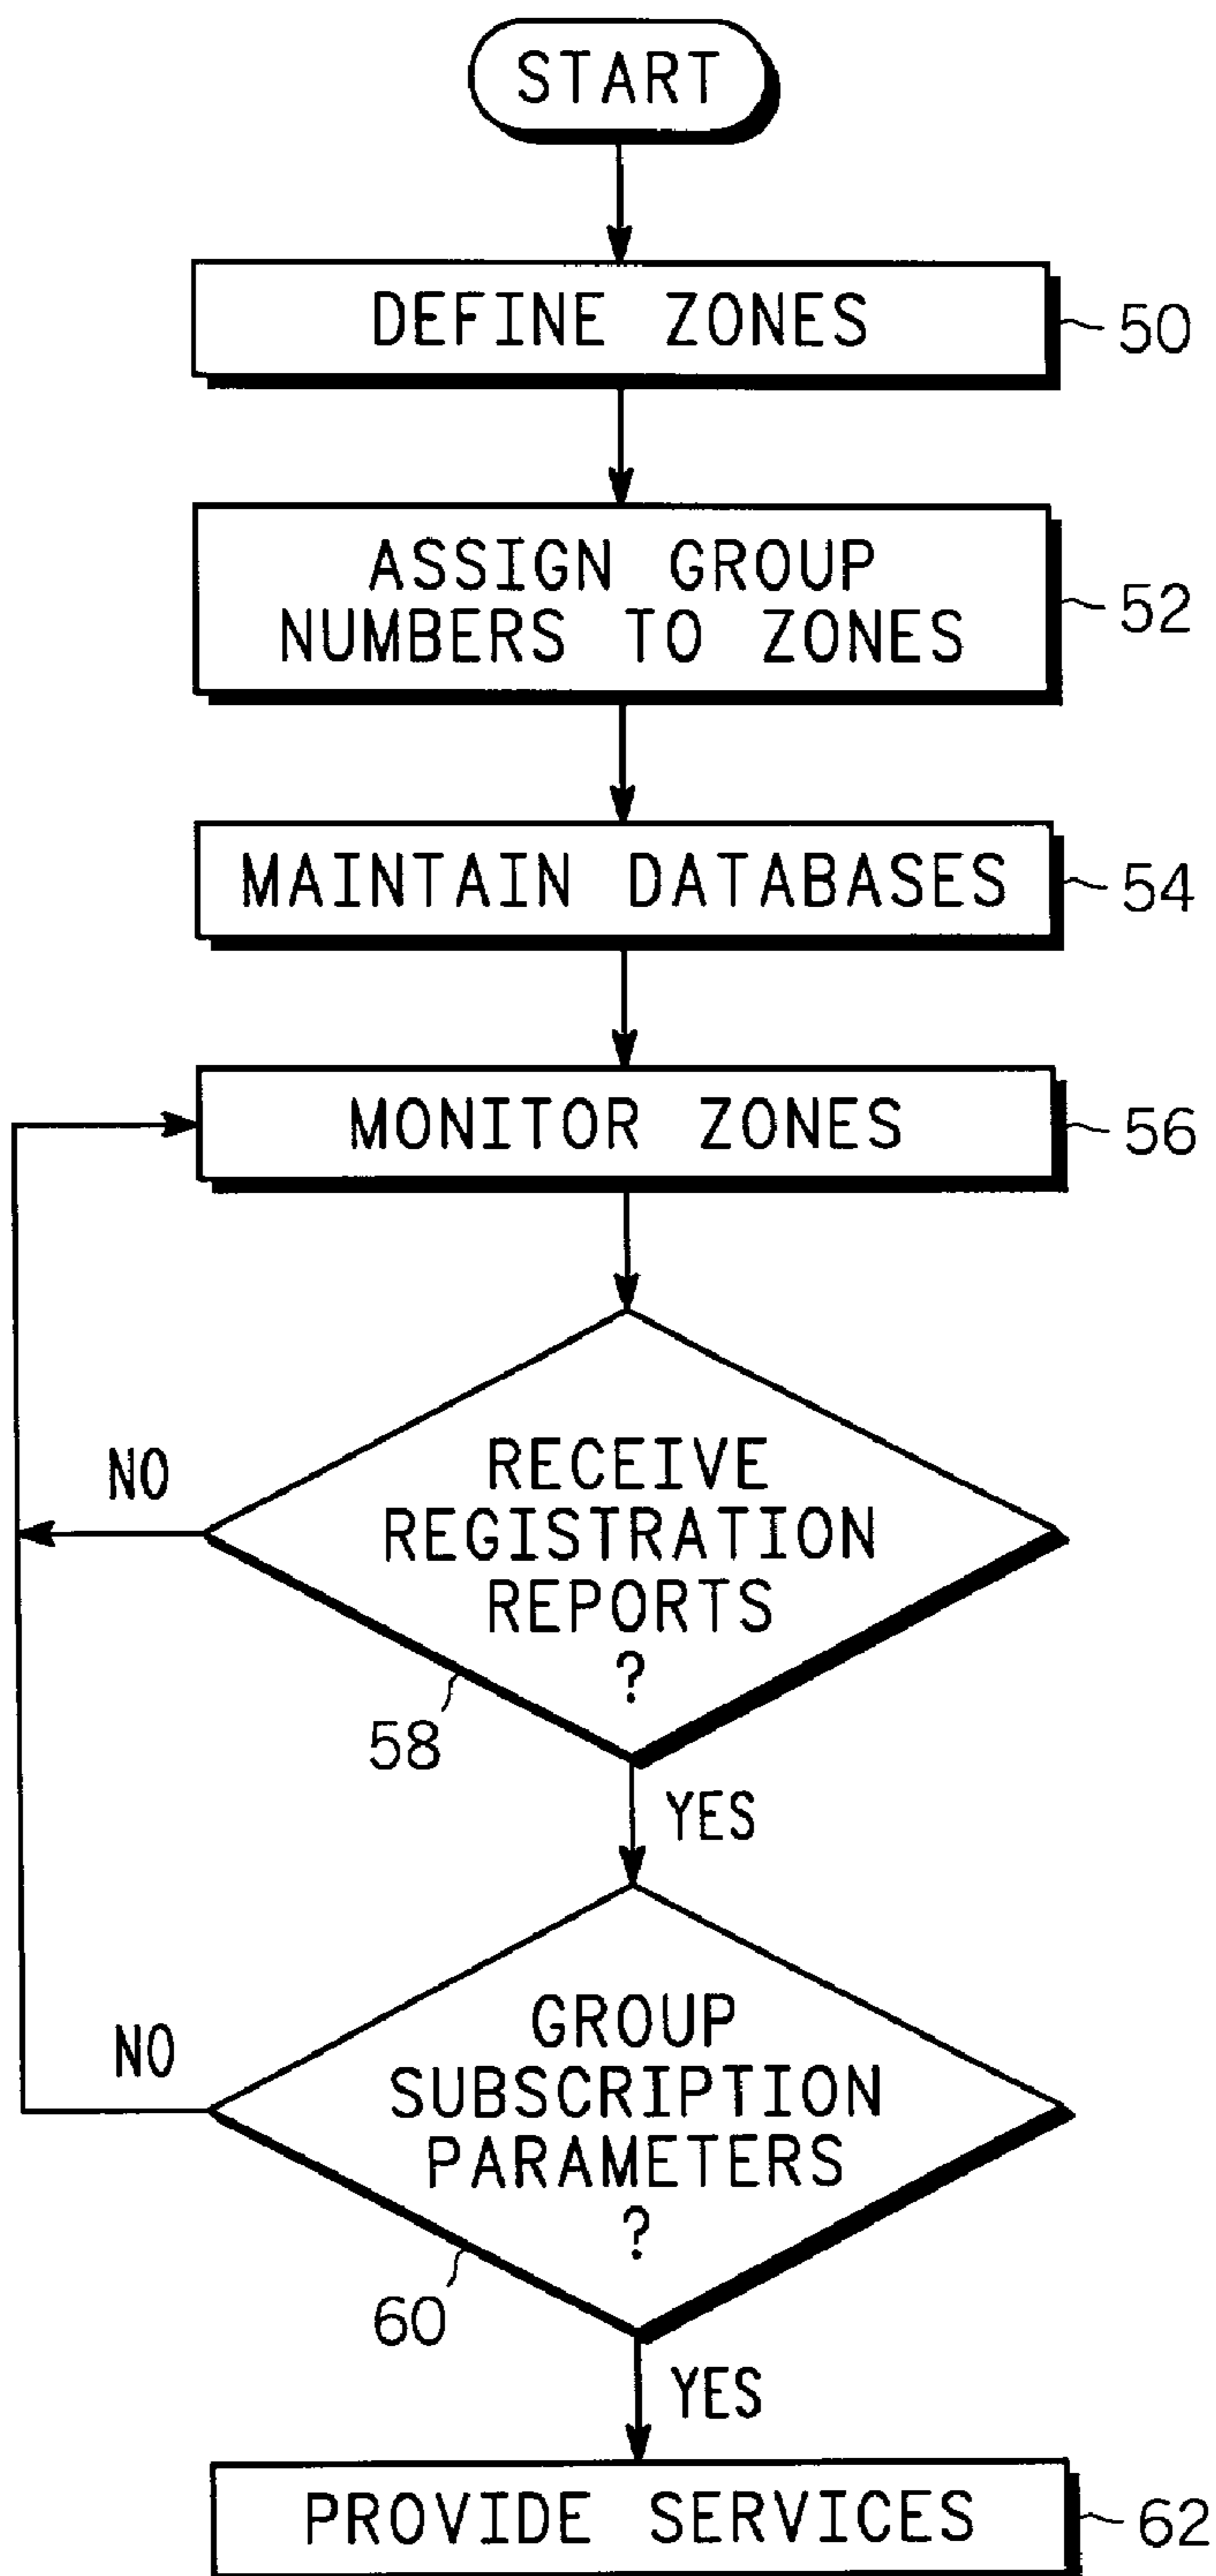 START
DEFINE ZONES
50
ASSIGN GROUP
NUMBERS TO ZONES
52
MAINTAIN DATABASES
54
MONITOR ZONES
56
NO
RECEIVE
REGISTRATION
REPORTS
?
58
YES
NO
GROUP
SUBSCRIPTION
PARAMETERS
?
60
YES
PROVIDE SERVICES
62